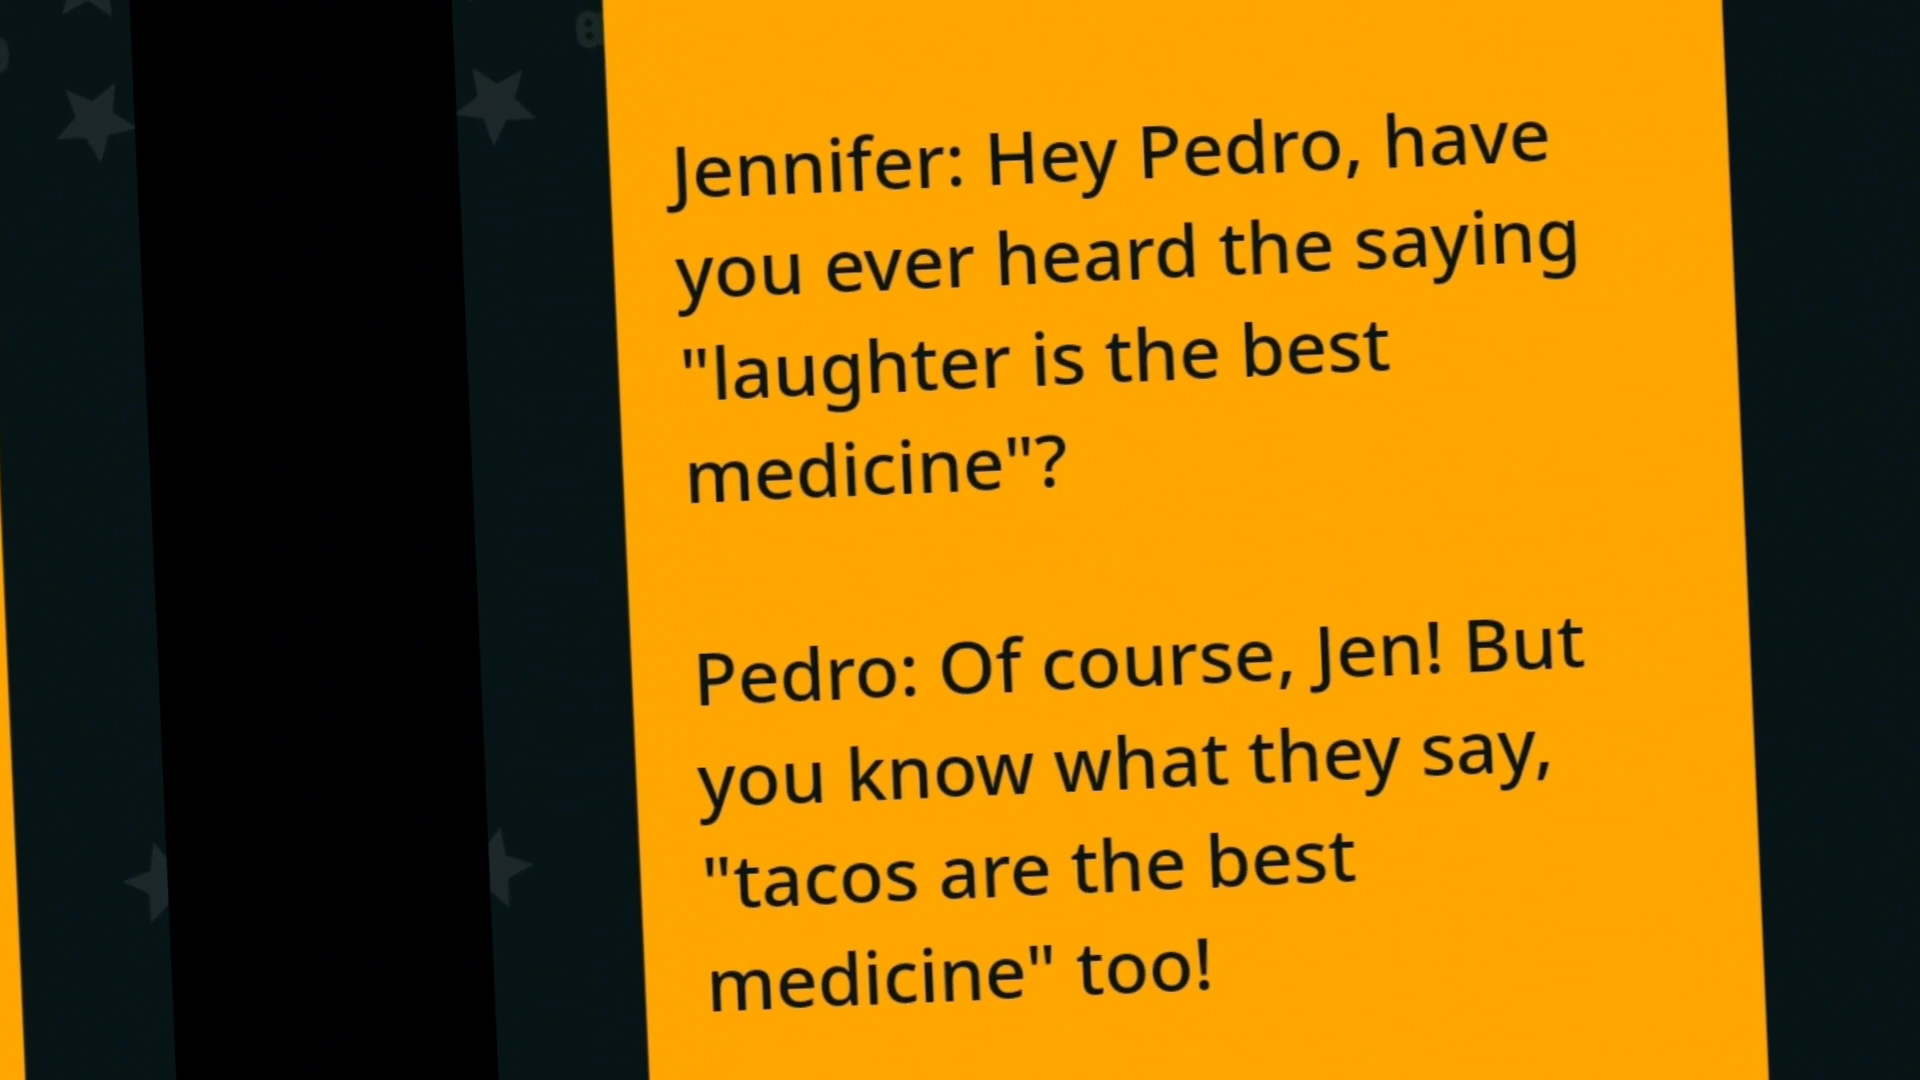 Jennifer: Hey Pedro, have
you ever heard the saying
"laughter is the best
medicine"?
Pedro: Of course, Jen! But
you know what they say,
"tacos are the best
medicine" too!